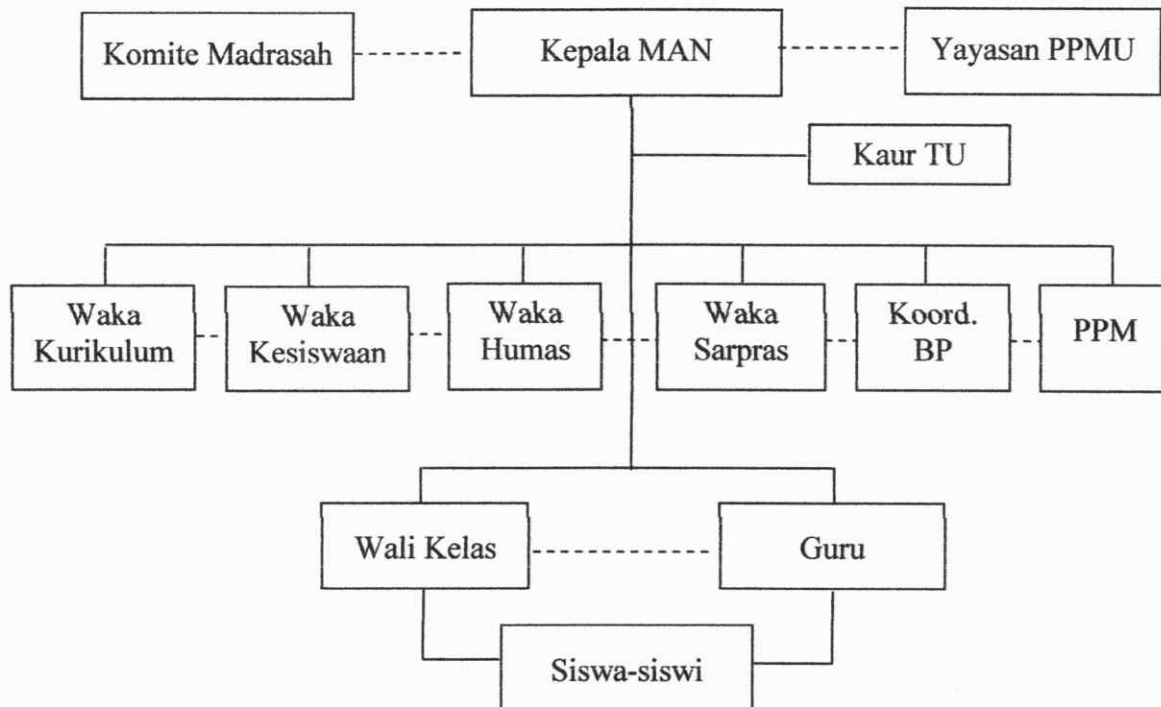 Komite Madrasah
Kepala MAN
Yayasan PPMU
Kaur TU
Waka
Kurikulum
Waka
Kesiswaan
Waka
Humas
Waka
Sarpras
Koord.
BP
PPM
Wali Kelas
Guru
Siswa-siswi